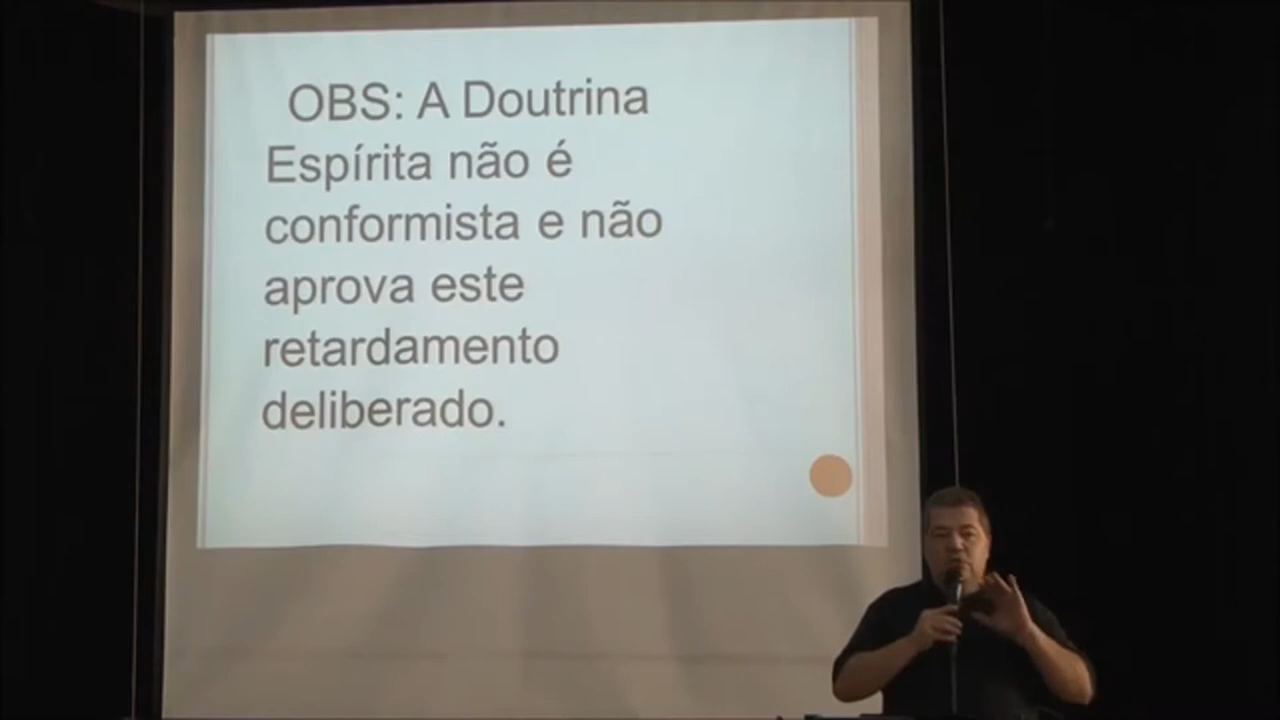 OBS: A Doutrina
Espírita não é
conformista e não
aprova este
retardamento
deliberado.